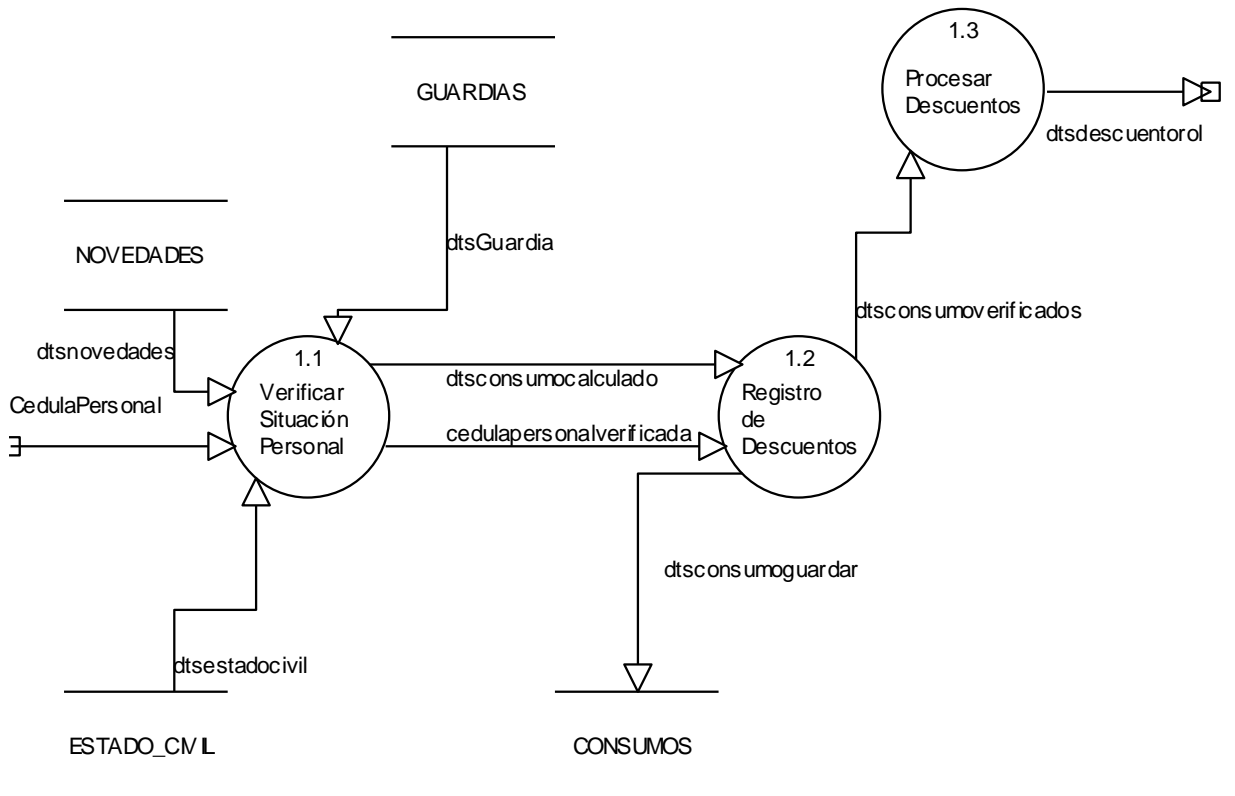 1.3
Procesar
Descuentos
GUARDIAS
dtsdescuentorol
dtsGuardia
NOVEDADES
dtsconsumoverificados
dtsnovedades
1.1
Verificar
Situación
Personal
1.2
Registro
de
Descuentos
dtsconsumocalculado
CedulaPersonal
cedulapersonalverificada
dtsconsumoguardar
dtsestadocivil
ESTADO_CIVIL
CONSUMOS